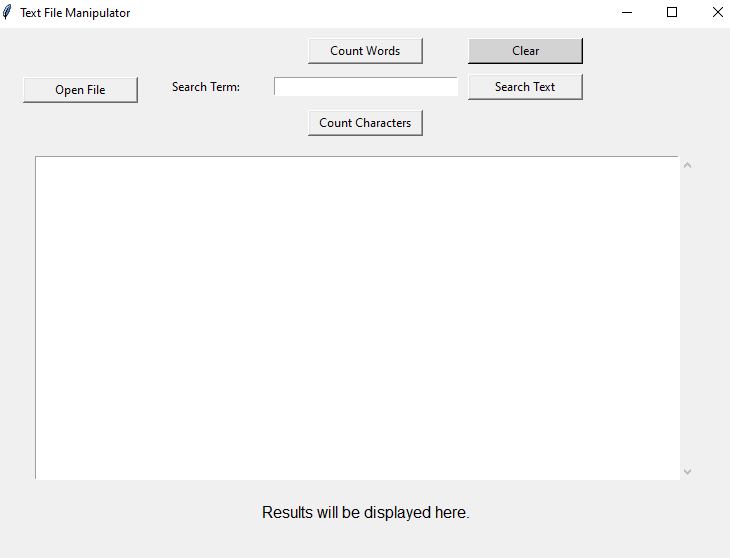 Text File Manipulator
Count Words
Clear
Open File
Search Term:
Search Text
Count Characters
Results will be displayed here.